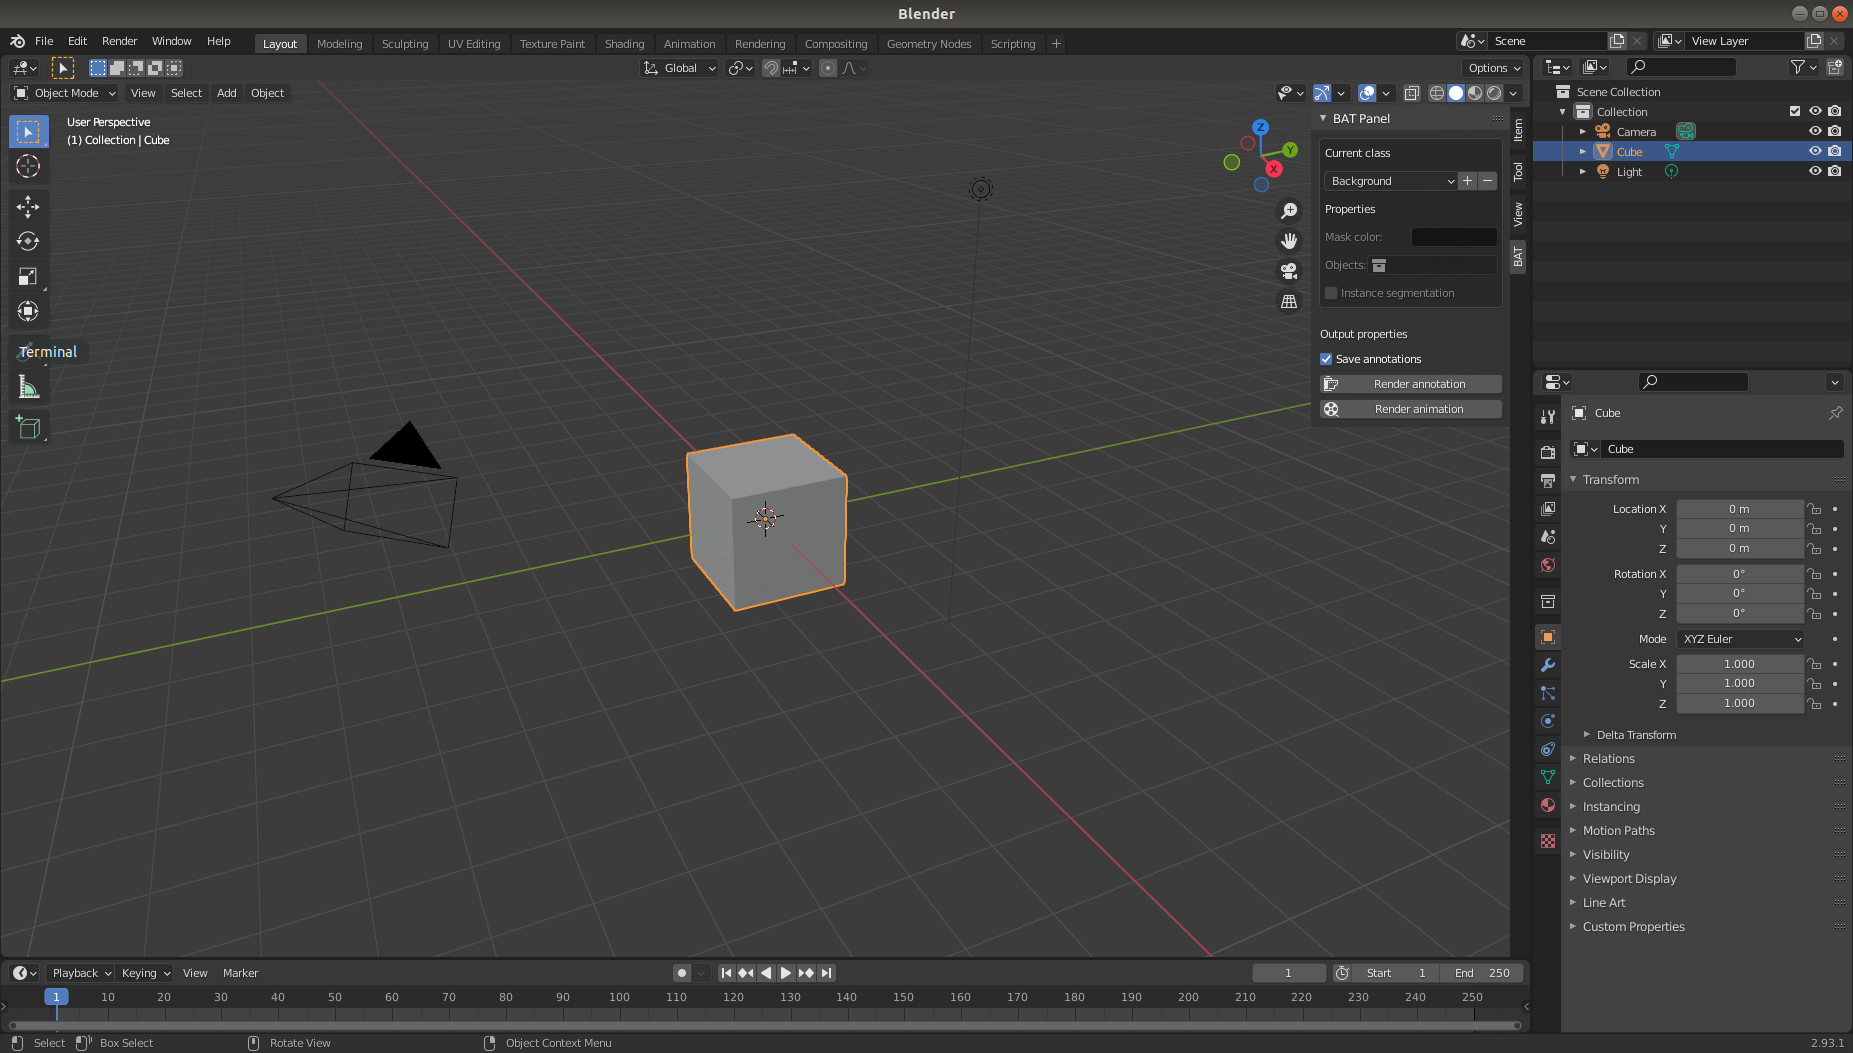 Blender
File Edit Render Window Help Layout Modeling Sculpting UV Editing Texture Paint Shading Animation Rendering Compositing Geometry Nodes Scripting + Scene View Layer
Global Options
Object Mode View Select Add Object
User Perspective
(1) Collection | Cube
Terminal
Z
Y
X
BAT Panel
Current class
Background
Properties
Mask color:
Objects:
Instance segmentation
Output properties
Save annotations
Render annotation
Render animation
Item
Tool
View
BAT
Scene Collection
Collection
Camera
Cube
Light
Cube
Cube
Transform
Location X 0 m
Y 0 m
Z 0 m
Rotation X 0°
Y 0°
Z 0°
Mode XYZ Euler
Scale X 1.000
Y 1.000
Z 1.000
Delta Transform
Relations
Collections
Instancing
Motion Paths
Visibility
Viewport Display
Line Art
Custom Properties
Playback Keying View Marker 1 Start 1 End 250
1 10 20 30 40 50 60 70 80 90 100 110 120 130 140 150 160 170 180 190 200 210 220 230 240 250
Select Box Select Rotate View Object Context Menu 2.93.1